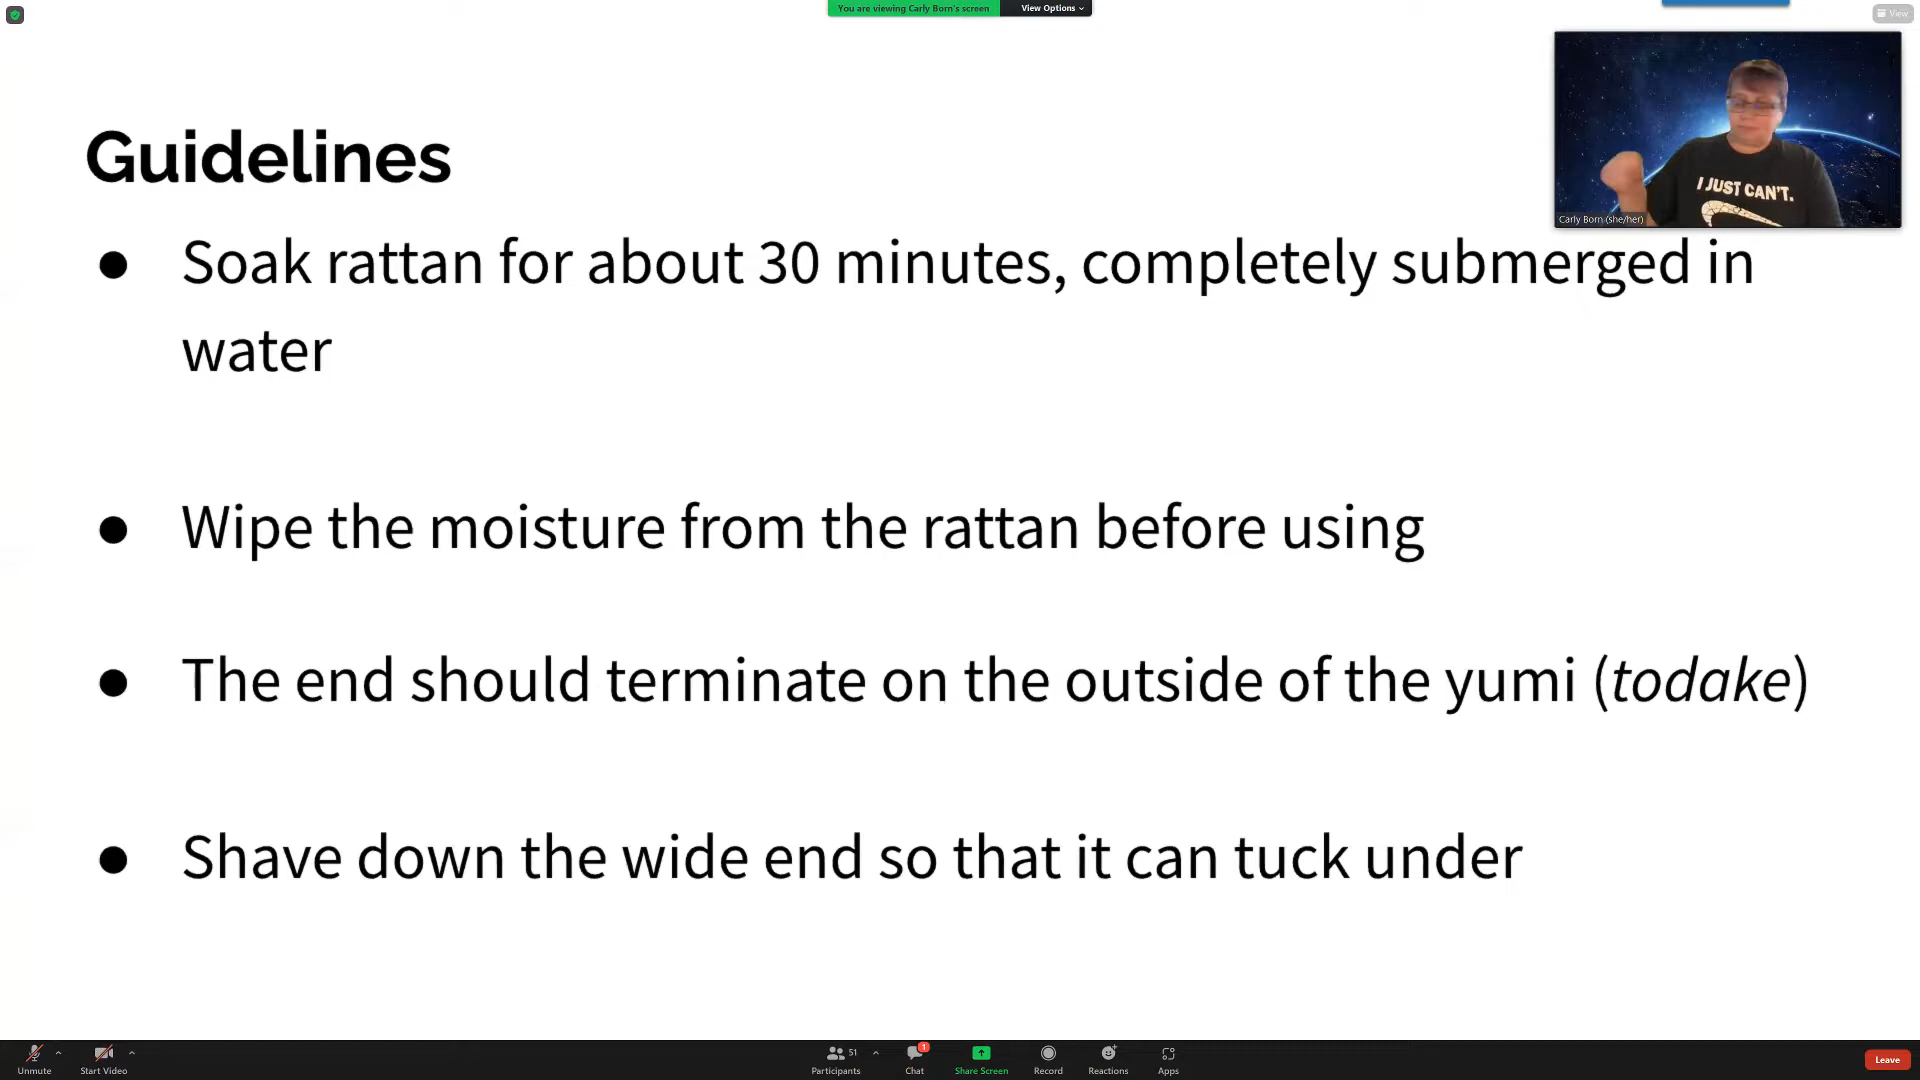 You are viewing Carly Born's screen
View Options
View
Guidelines
I JUST CAN'T.
Carly Born (she/her)
● Soak rattan for about 30 minutes, completely submerged in
water
● Wipe the moisture from the rattan before using
● The end should terminate on the outside of the yumi (todake)
● Shave down the wide end so that it can tuck under
Unmute
Start Video
51
Participants
1
Chat
Share Screen
Record
Reactions
Apps
Leave